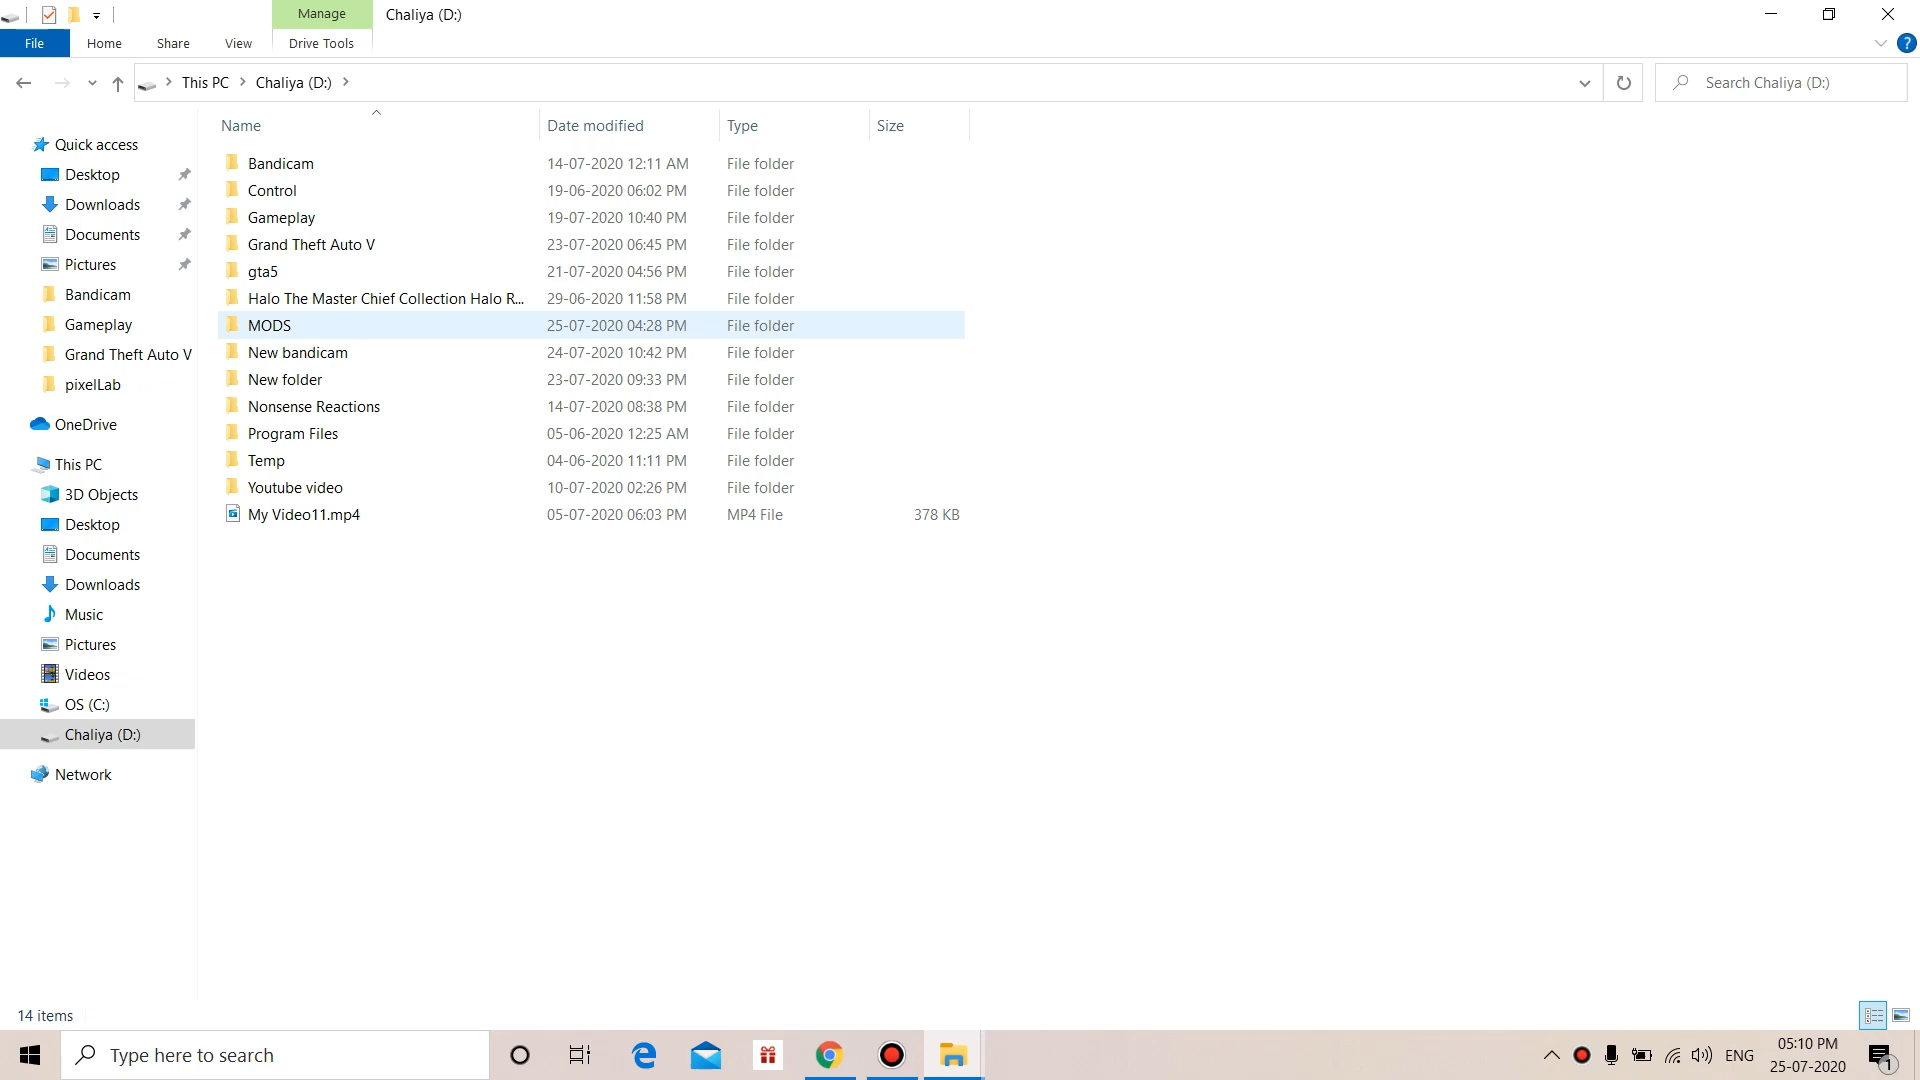 Manage
Chaliya (D:)
File
Home
Share
View
Drive Tools
This PC
Chaliya (D:)
Search Chaliya (D:)
Name
Date modified
Type
Size
Quick access
Desktop
Downloads
Documents
Pictures
Bandicam
Gameplay
Grand Theft Auto V
pixelLab
OneDrive
This PC
3D Objects
Desktop
Documents
Downloads
Music
Pictures
Videos
OS (C:)
Chaliya (D:)
Network
Bandicam 14-07-2020 12:11 AM File folder
Control 19-06-2020 06:02 PM File folder
Gameplay 19-07-2020 10:40 PM File folder
Grand Theft Auto V 23-07-2020 06:45 PM File folder
gta5 21-07-2020 04:56 PM File folder
Halo The Master Chief Collection Halo R... 29-06-2020 11:58 PM File folder
MODS 25-07-2020 04:28 PM File folder
New bandicam 24-07-2020 10:42 PM File folder
New folder 23-07-2020 09:33 PM File folder
Nonsense Reactions 14-07-2020 08:38 PM File folder
Program Files 05-06-2020 12:25 AM File folder
Temp 04-06-2020 11:11 PM File folder
Youtube video 10-07-2020 02:26 PM File folder
My Video11.mp4 05-07-2020 06:03 PM MP4 File 378 KB
14 items
Type here to search
ENG
05:10 PM
25-07-2020
1